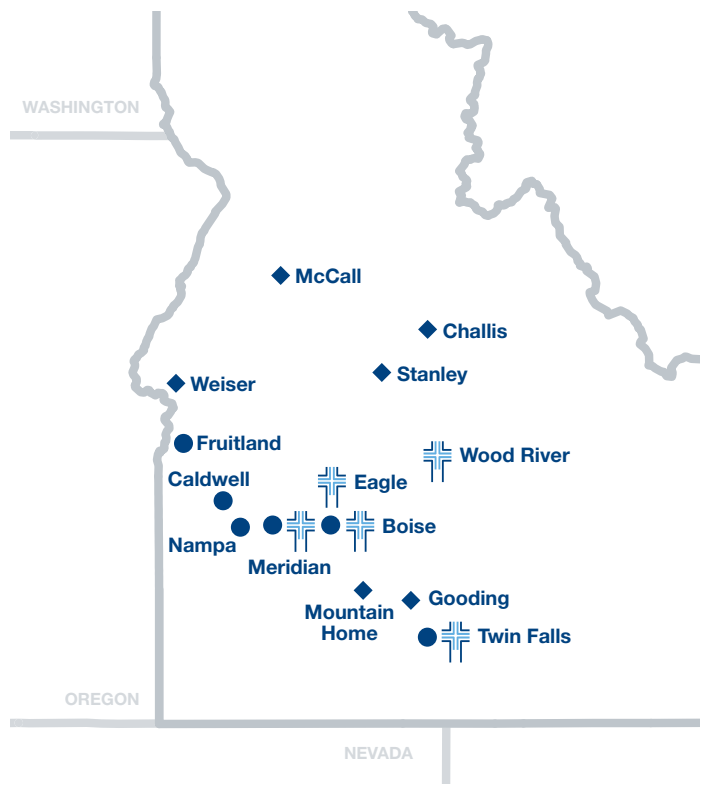 WASHINGTON
McCall
Challis
Stanley
Weiser
Fruitland
Wood River
Caldwell
Eagle
Boise
Nampa
Meridian
Gooding
Mountain
Home
Twin Falls
OREGON
NEVADA